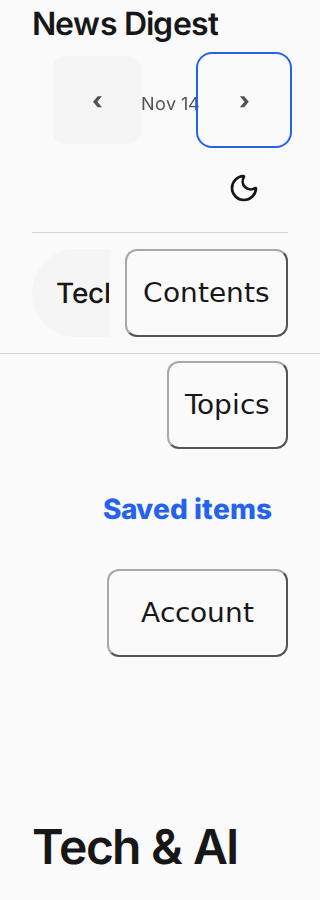 News Digest
‹ Nov 14 ›
Tecl Contents
Topics
Saved items
Account
Tech & AI